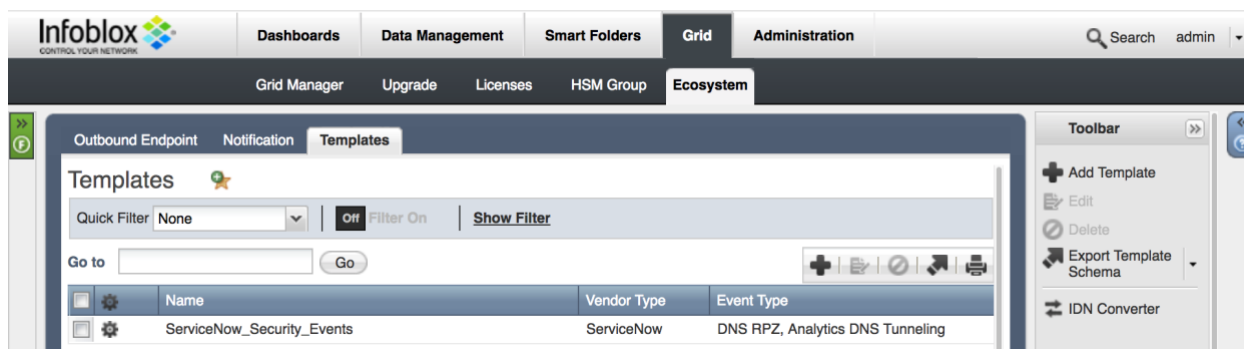 Infoblox
CONTROL YOUR NETWORK
Dashboards Data Management Smart Folders Grid Administration Search admin
Grid Manager Upgrade Licenses HSM Group Ecosystem
Outbound Endpoint Notification Templates
Templates
Quick Filter None Off Filter On Show Filter
Go to Go
Name Vendor Type Event Type
ServiceNow_Security_Events ServiceNow DNS RPZ, Analytics DNS Tunneling
F
Toolbar
Add Template
Edit
Delete
Export Template
Schema
IDN Converter